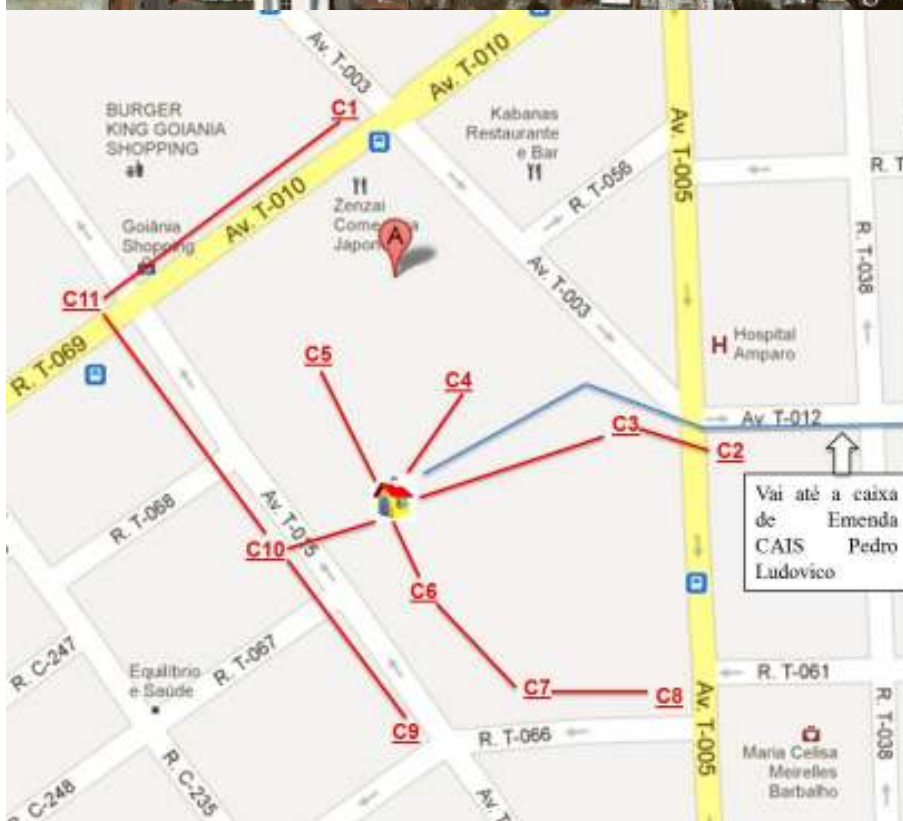 Av. T-003
Av. T-010
BURGER
KING GOIANIA
SHOPPING
C1
Kabanas
Restaurante
e Bar
Av. T-005
R. T-056
R. T
Zenzai
A
Av. T-010
Goiânia
Shopping
R. T-038
Av. T-003
C11
H
Hospital
Amparo
R. T-069
C5
C4
C3
Av. T-012
C2
Vai até a caixa
de Emenda
CAIS Pedro
Ludovico
R. T-068
Av. T-015
C10
C6
R. C-247
R. T-067
Equilíbrio
e Saúde
C7
C8
R. T-061
C9
R. T-066
Av. T-005
R. T-038
Maria Celisa
Meirelles
Barbalho
R. C-248
R. C-235
Av. T